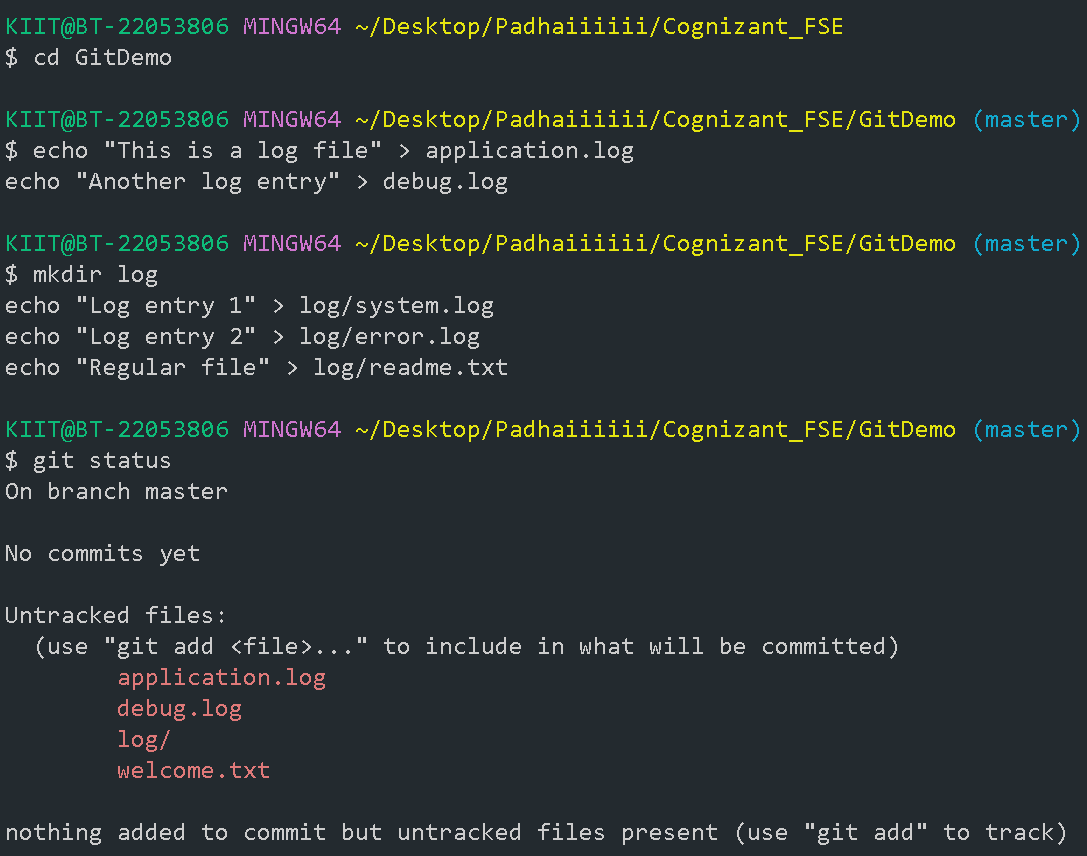 KIIT@BT-22053806 MINGW64 ~/Desktop/Padhaiiiiii/Cognizant_FSE
$ cd GitDemo
KIIT@BT-22053806 MINGW64 ~/Desktop/Padhaiiiiii/Cognizant_FSE/GitDemo (master)
$ echo "This is a log file" > application.log
echo "Another log entry" > debug.log
KIIT@BT-22053806 MINGW64 ~/Desktop/Padhaiiiiii/Cognizant_FSE/GitDemo (master)
$ mkdir log
echo "Log entry 1" > log/system.log
echo "Log entry 2" > log/error.log
echo "Regular file" > log/readme.txt
KIIT@BT-22053806 MINGW64 ~/Desktop/Padhaiiiiii/Cognizant_FSE/GitDemo (master)
$ git status
On branch master
No commits yet
Untracked files:
  (use "git add <file>..." to include in what will be committed)
        application.log
        debug.log
        log/
        welcome.txt
nothing added to commit but untracked files present (use "git add" to track)